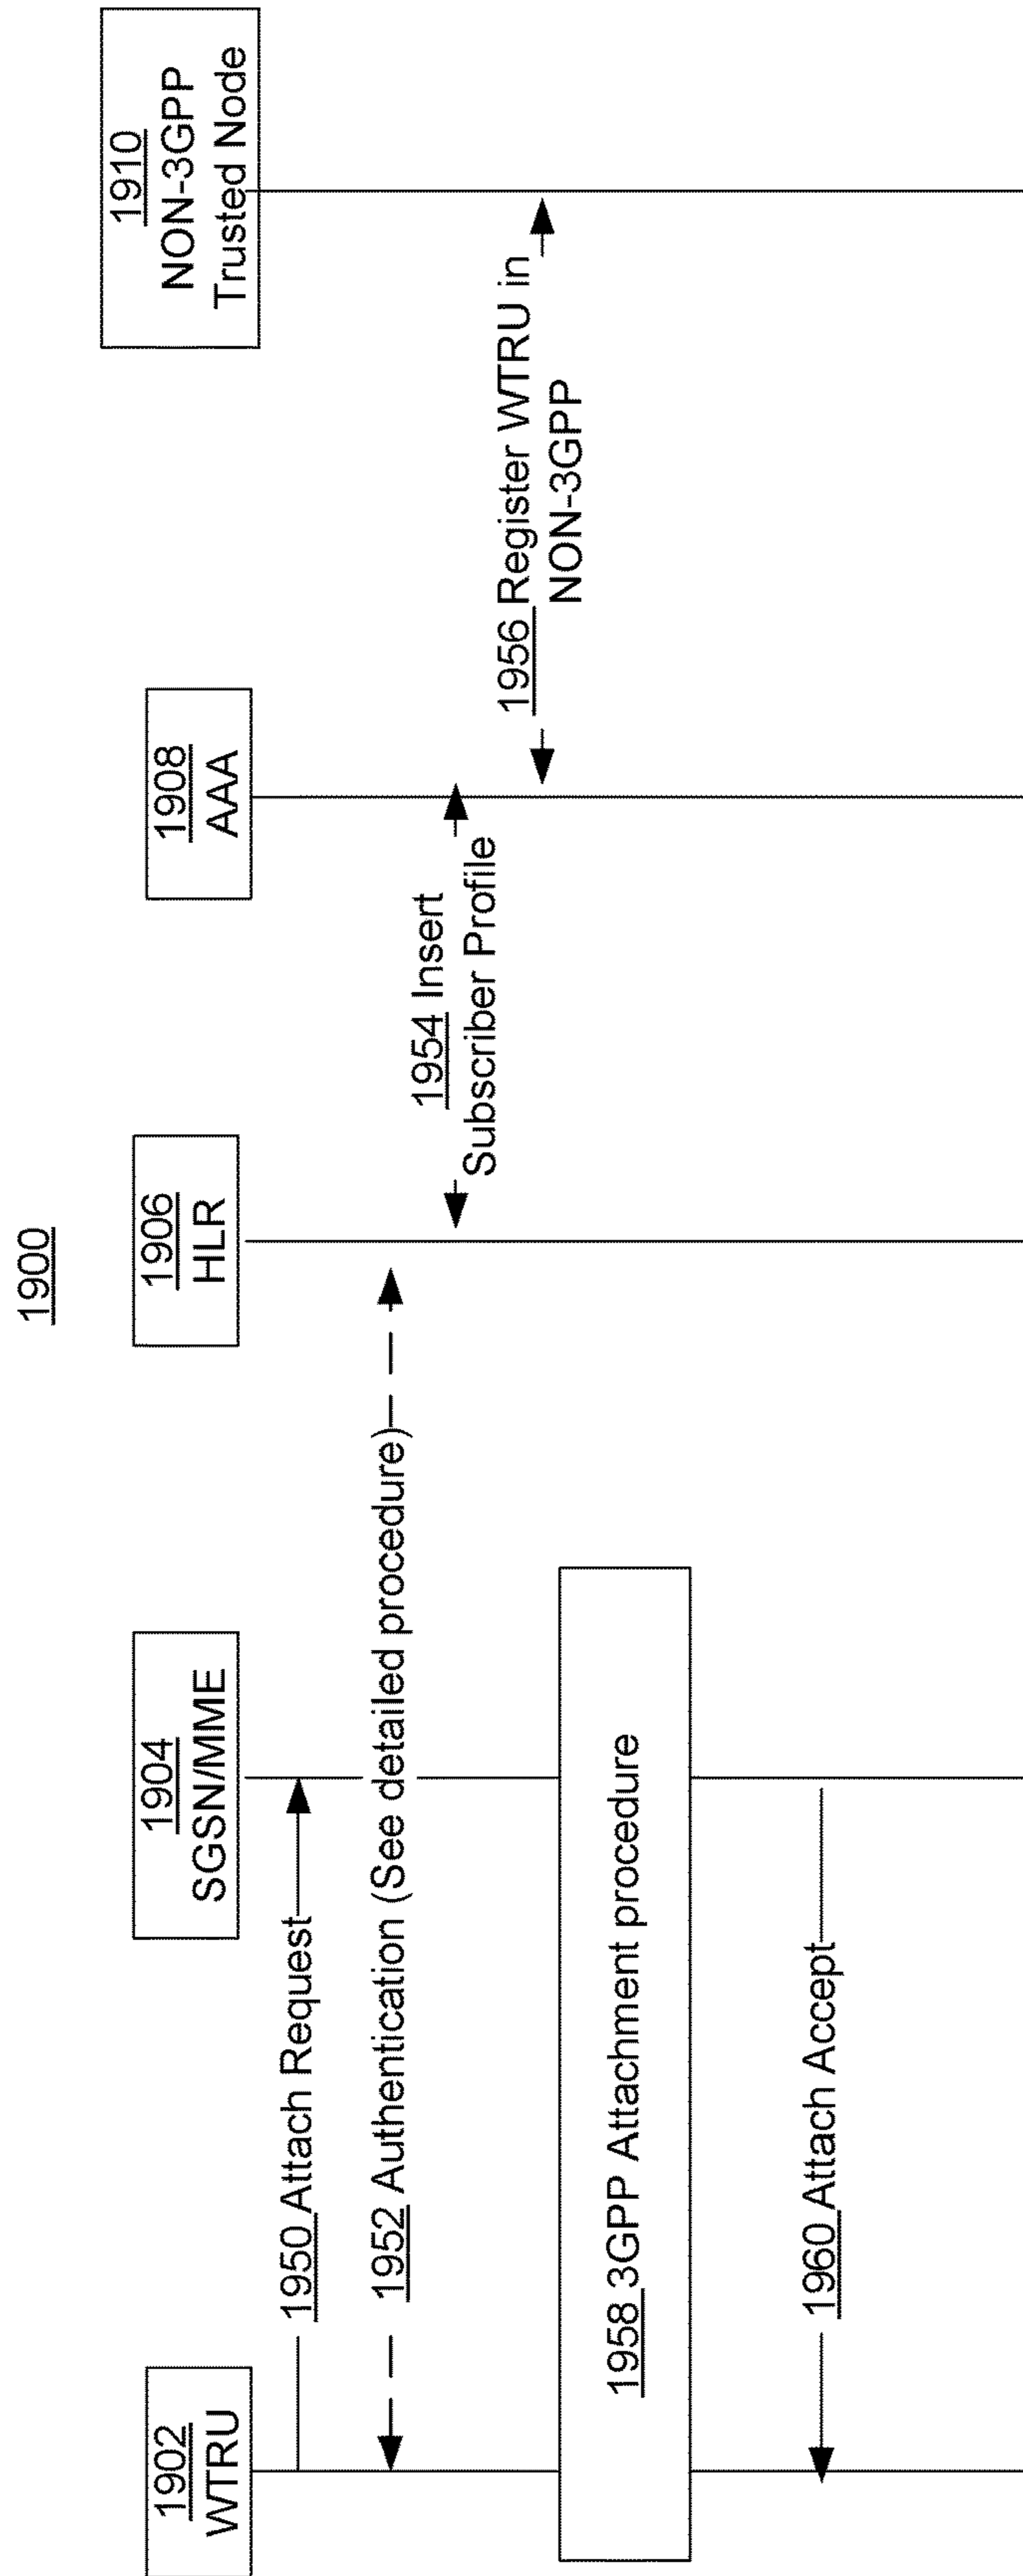 1900
1902
WTRU
1904
SGSN/MME
1906
HLR
1908
AAA
1910
NON-3GPP
Trusted Node
1950 Attach Request
1952 Authentication (See detailed procedure)
1954 Insert
Subscriber Profile
1956 Register WTRU in
NON-3GPP
1958 3GPP Attachment procedure
1960 Attach Accept